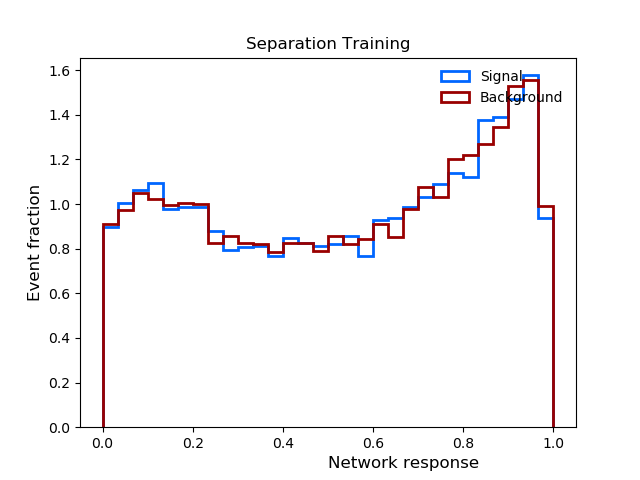 Separation Training
Signal
Background
1.6
1.4
1.2
1.0
0.8
0.6
0.4
0.2
0.0
Event fraction
0.0 0.2 0.4 0.6 0.8 1.0
Network response